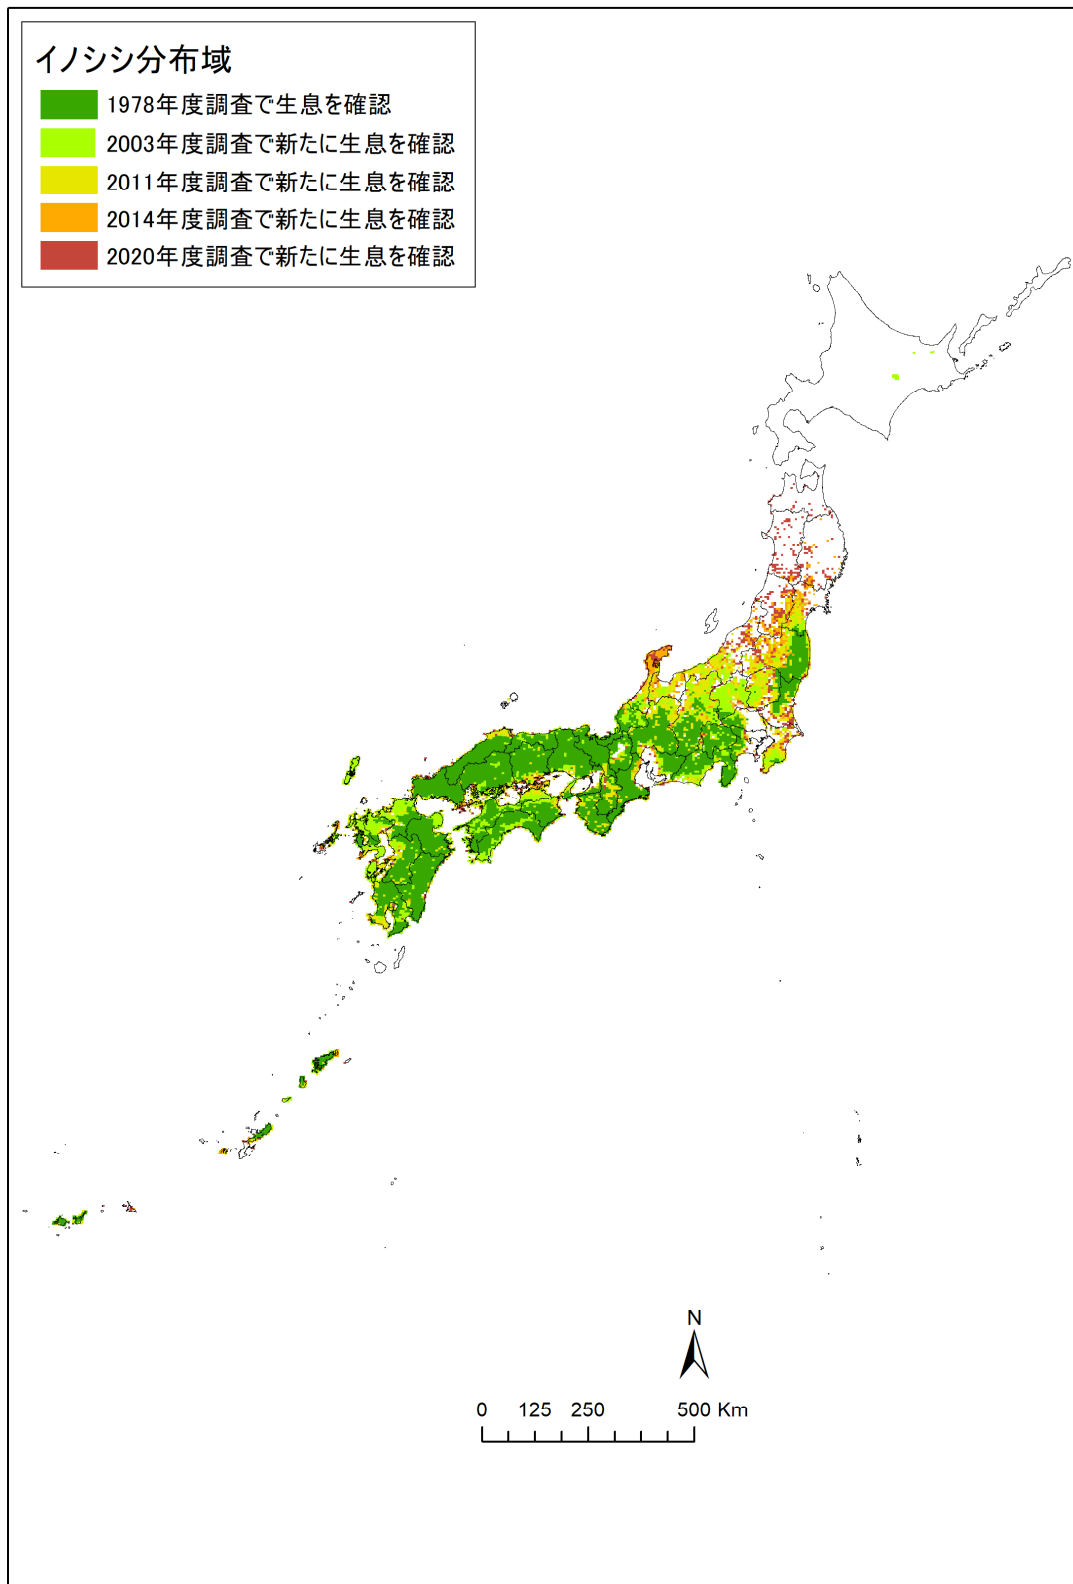 イノシシ分布域
1978年度調査で生息を確認
2003年度調査で新たに生息を確認
2011年度調査で新たに生息を確認
2014年度調査で新たに生息を確認
2020年度調査で新たに生息を確認
N
0 125 250 500 Km